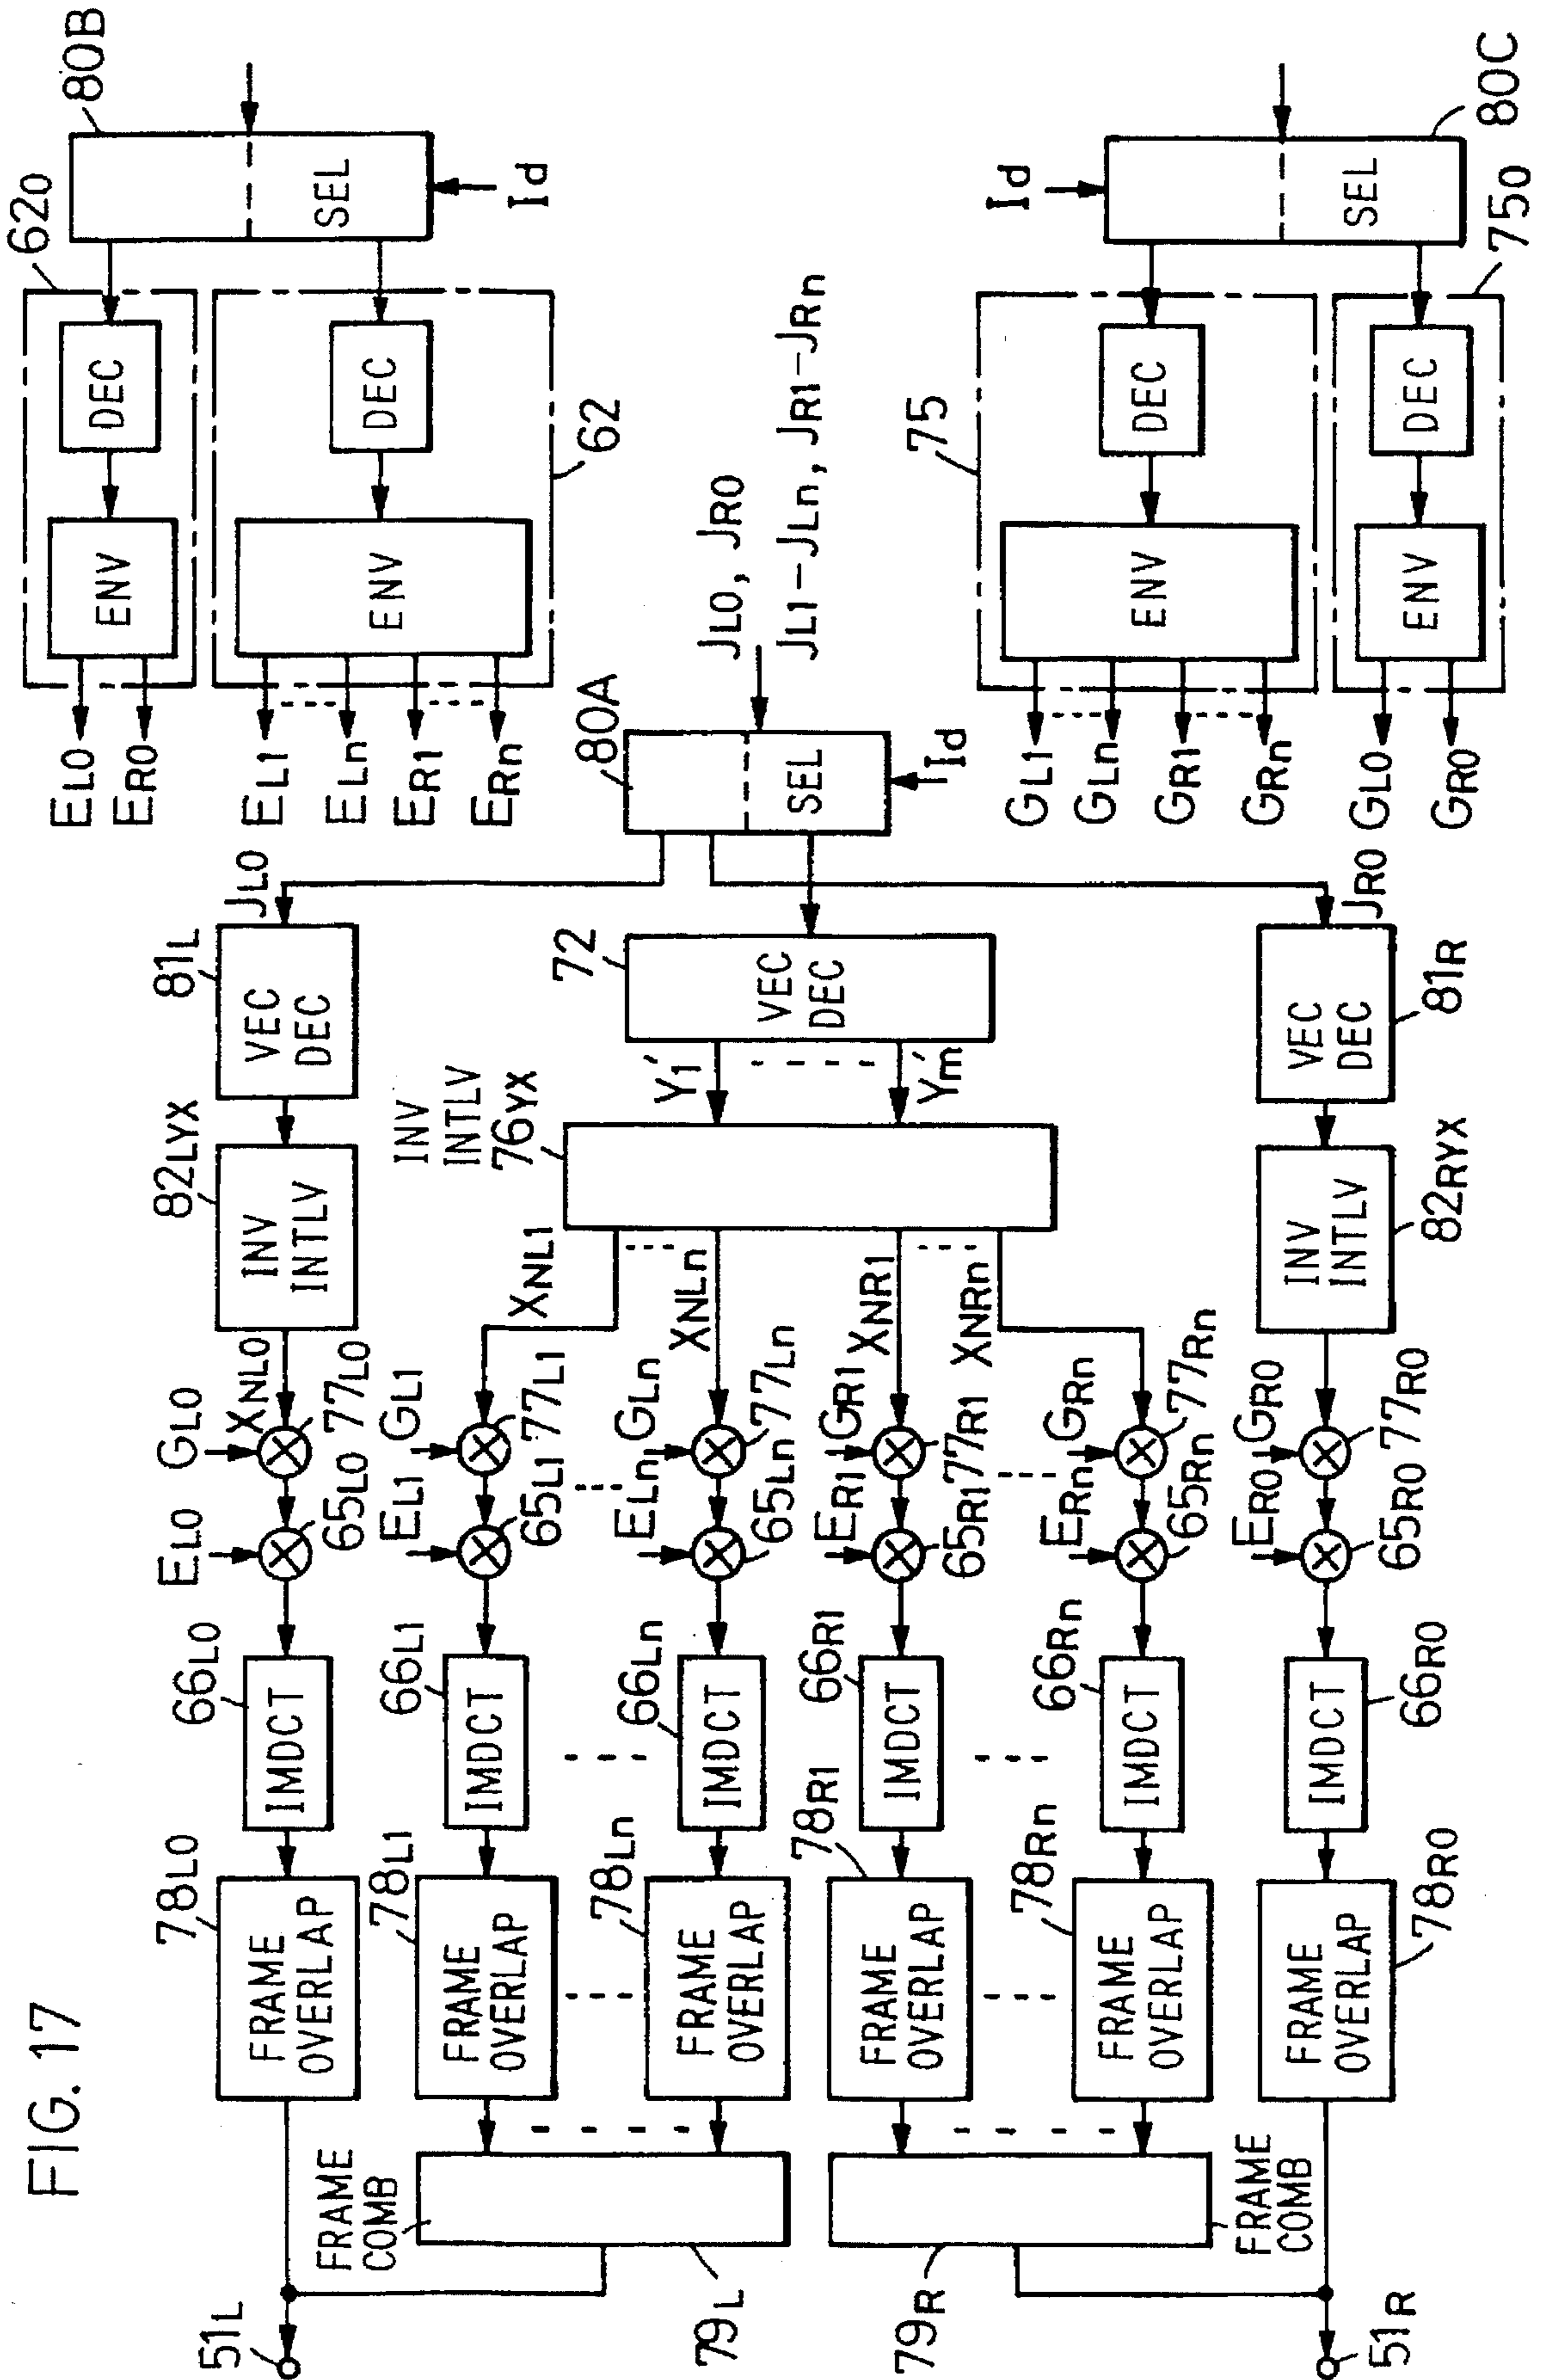 FIG. 17
51L
78L0
FRAME
OVERLAP
66L0
IMDCT
EL0
65L0
GL0
XNL0
77L0
82LYX
INV
INTLV
81L
VEC
DEC
JL0
FRAME
COMB
79L
78L1
FRAME
OVERLAP
66L1
IMDCT
EL1
65L1
GL1
77L1
XNL1
INV
INTLV
76YX
78Ln
FRAME
OVERLAP
66Ln
IMDCT
ELn
65Ln
GLn
77Ln
XNLn
Y1'
Ym'
72
VEC
DEC
80A
SEL
Id
JL0, JR0
JL1-JLn, JR1-JRn
79R
FRAME
COMB
78R1
FRAME
OVERLAP
66R1
IMDCT
ER1
65R1
GR1
77R1
XNR1
78Rn
FRAME
OVERLAP
66Rn
IMDCT
ERn
65Rn
GRn
77Rn
XNRn
51R
78R0
FRAME
OVERLAP
66R0
IMDCT
ER0
65R0
GR0
77R0
82RYX
INV
INTLV
81R
VEC
DEC
JR0
EL0
ER0
ENV
DEC
620
80B
SEL
Id
EL1
ELn
ER1
ERn
ENV
DEC
62
GL1
GLn
GR1
GRn
ENV
DEC
75
Id
SEL
80C
GL0
GR0
ENV
DEC
750